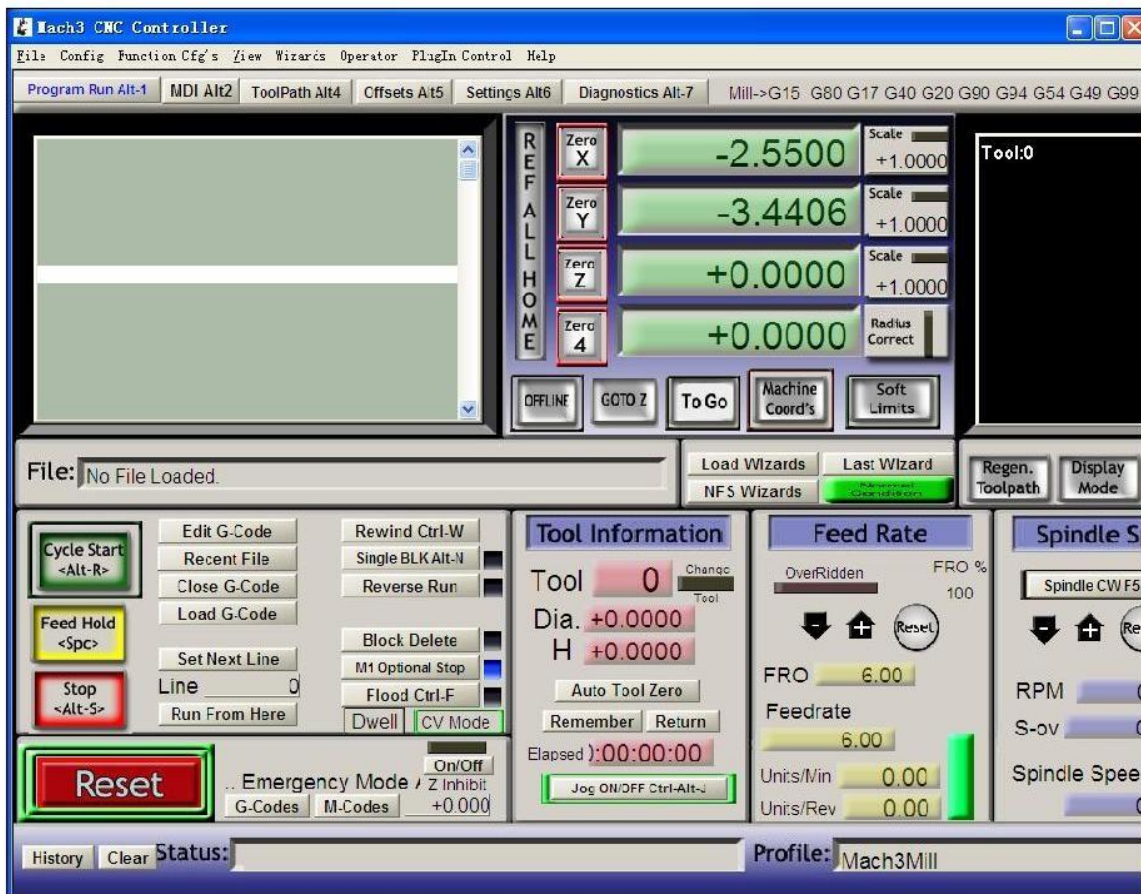 Mach3 CNC Controller
File Config Function Cfg's View Wizards Operator PlugIn Control Help
Program Run Alt-1 MDI Alt2 ToolPath Alt4 Offsets Alt5 Settings Alt6 Diagnostics Alt-7 Mill->G15 G80 G17 G40 G20 G90 G94 G54 G49 G99
REF ALL HOME
Zero X -2.5500 Scale +1.0000
Zero Y -3.4406 Scale +1.0000
Zero Z +0.0000 Scale +1.0000
Zero 4 +0.0000 Radius Correct
Tool:0
OFFLINE GOTO Z To Go Machine Coord's Soft Limits
File: No File Loaded.
Load Wizards Last Wizard
NFS Wizards Normal Condition
Regen. Toolpath Display Mode
Cycle Start <Alt-R>
Feed Hold <Spc>
Stop <Alt-S>
Edit G-Code
Recent File
Close G-Code
Load G-Code
Set Next Line
Line 0
Run From Here
Rewind Ctrl-W
Single BLK Alt-N
Reverse Run
Block Delete
M1 Optional Stop
Flood Ctrl-F
Dwell CV Mode
Tool Information
Tool 0 Change Tool
Dia. +0.0000
H +0.0000
Auto Tool Zero
Remember Return
Elapsed ):00:00:00
Jog ON/OFF Ctrl-Alt-J
Feed Rate
OverRidden FRO %
100
Reset
FRO 6.00
Feedrate
6.00
Units/Min 0.00
Units/Rev 0.00
Spindle S
Spindle CW F5
Re
RPM
S-ov
Spindle Spee
Reset
.. Emergency Mode A
G-Codes M-Codes
On/Off
Z Inhibit
+0.000
History Clear Status:
Profile: Mach3Mill